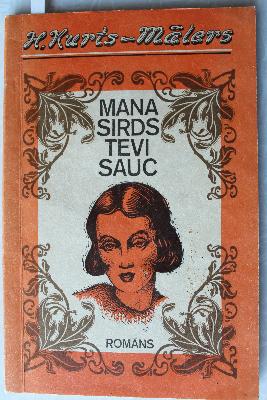 H. Kurts-Mālers
MANA
SIRDS
TEVI
SAUC
ROMĀNS